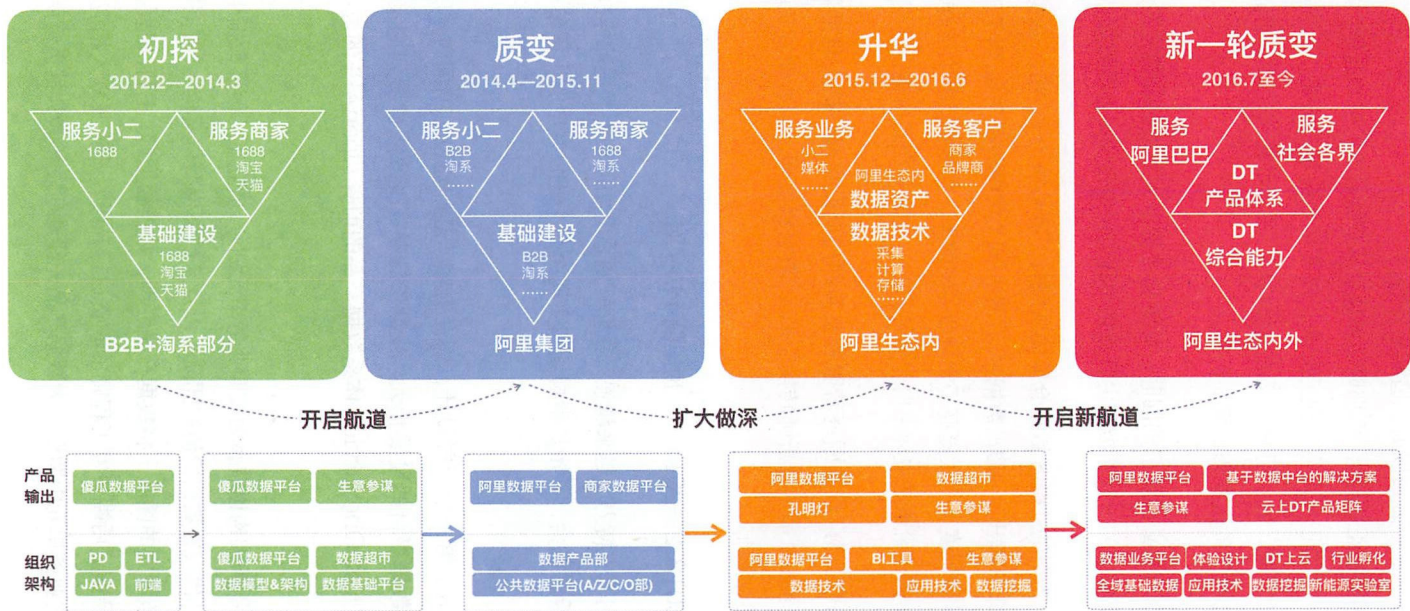 初探
2012.2—2014.3
服务小二
1688
服务商家
1688
淘宝
天猫
基础建设
1688
淘宝
天猫
B2B+淘系部分
质变
2014.4—2015.11
服务小二
B2B
淘系
......
服务商家
1688
淘系
......
基础建设
B2B
淘系
......
阿里集团
升华
2015.12—2016.6
服务业务
小二
媒体
......
服务客户
商家
品牌商
......
阿里生态内
数据资产
数据技术
采集
计算
存储
......
阿里生态内
新一轮质变
2016.7至今
服务
阿里巴巴
服务
社会各界
DT
产品体系
DT
综合能力
阿里生态内外
开启航道
扩大做深
开启新航道
产品
输出
傻瓜数据平台
傻瓜数据平台 生意参谋
阿里数据平台 商家数据平台
阿里数据平台 数据超市
孔明灯 生意参谋
阿里数据平台 基于数据中台的解决方案
生意参谋 云上DT产品矩阵
组织
架构
PD ETL
JAVA 前端
傻瓜数据平台 数据超市
数据模型&架构 数据基础平台
数据产品部
公共数据平台(A/Z/C/O部)
阿里数据平台 BI工具 生意参谋
数据技术 应用技术 数据挖掘
数据业务平台 体验设计 DT上云 行业孵化
全域基础数据 应用技术 数据挖掘 新能源实验室